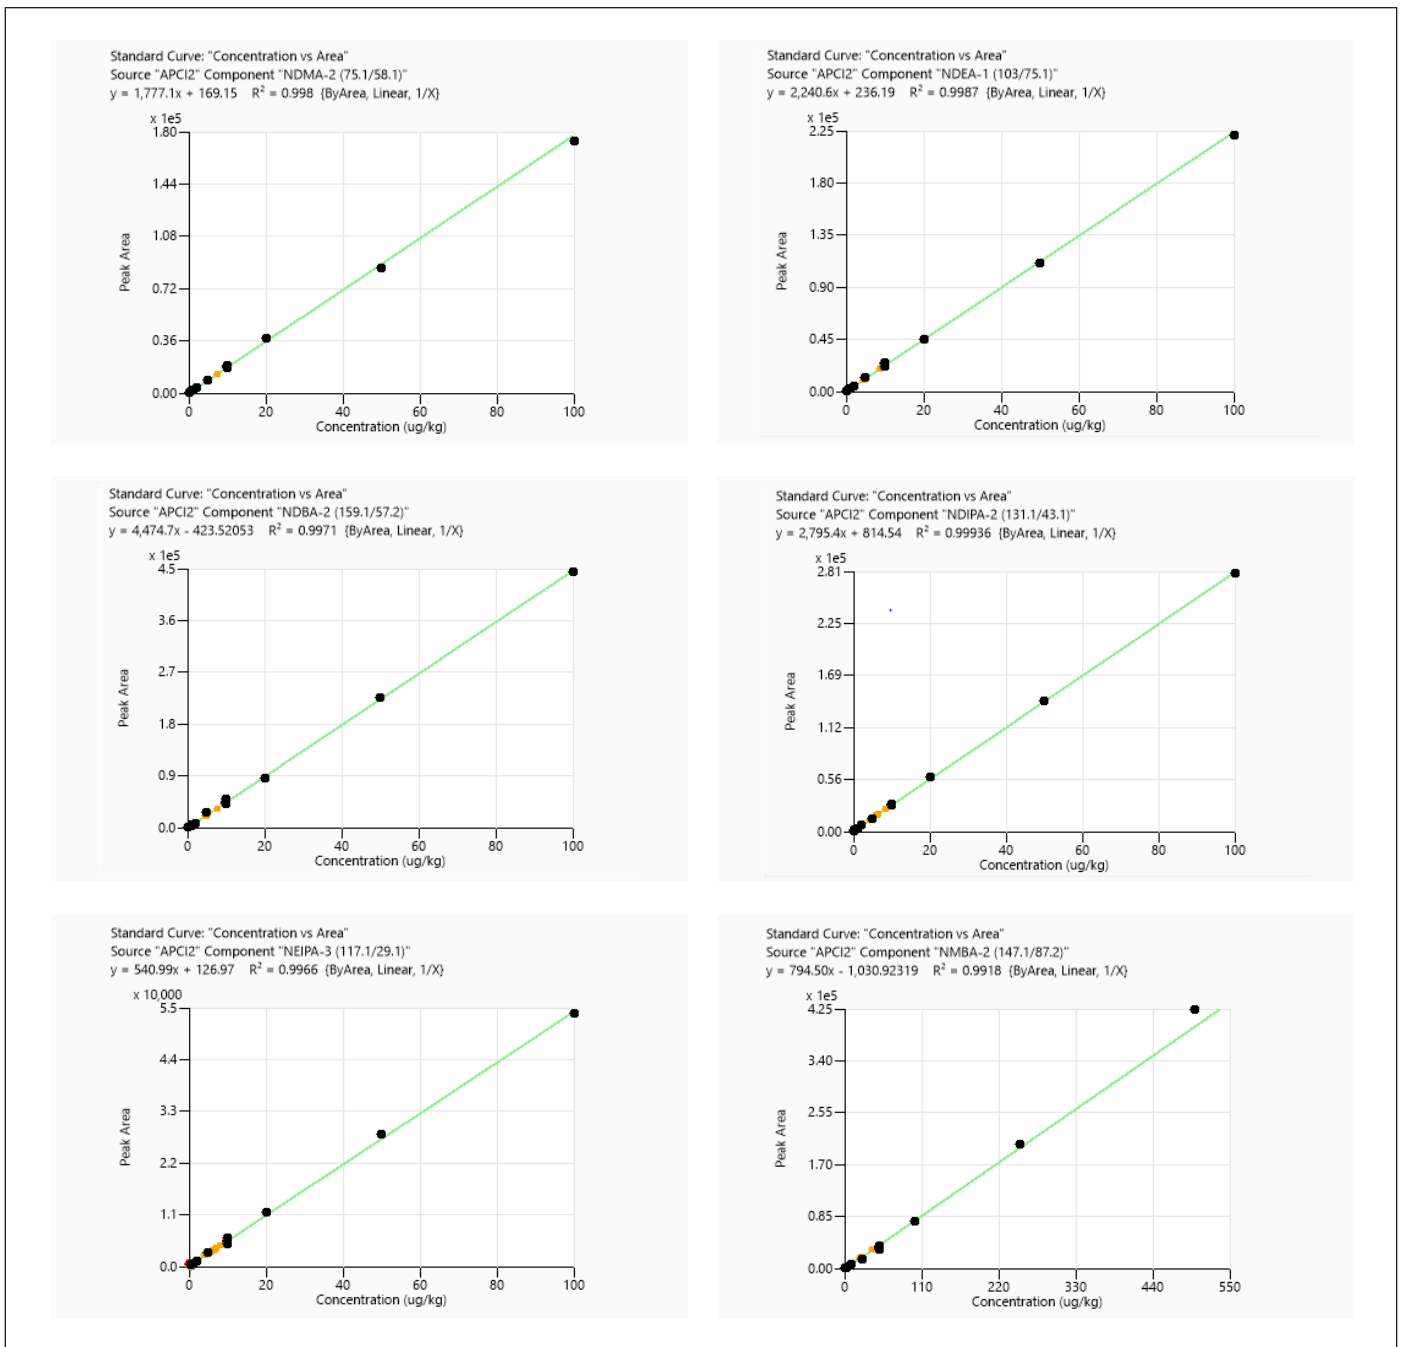 Standard Curve: "Concentration vs Area"
Source "APCI2" Component "NDMA-2 (75.1/58.1)"
y = 1,777.1x + 169.15 R² = 0.998 {ByArea, Linear, 1/X}
x 1e5
1.80
1.44
1.08
0.72
0.36
0.00
Peak Area
0 20 40 60 80 100
Concentration (ug/kg)
Standard Curve: "Concentration vs Area"
Source "APCI2" Component "NDEA-1 (103/75.1)"
y = 2,240.6x + 236.19 R² = 0.9987 {ByArea, Linear, 1/X}
x 1e5
2.25
1.80
1.35
0.90
0.45
0.00
Peak Area
0 20 40 60 80 100
Concentration (ug/kg)
Standard Curve: "Concentration vs Area"
Source "APCI2" Component "NDBA-2 (159.1/57.2)"
y = 4,474.7x - 423.52053 R² = 0.9971 {ByArea, Linear, 1/X}
x 1e5
4.5
3.6
2.7
1.8
0.9
0.0
Peak Area
0 20 40 60 80 100
Concentration (ug/kg)
Standard Curve: "Concentration vs Area"
Source "APCI2" Component "NDIPA-2 (131.1/43.1)"
y = 2,795.4x + 814.54 R² = 0.99936 {ByArea, Linear, 1/X}
x 1e5
2.81
2.25
1.69
1.12
0.56
0.00
Peak Area
0 20 40 60 80 100
Concentration (ug/kg)
Standard Curve: "Concentration vs Area"
Source "APCI2" Component "NEIPA-3 (117.1/29.1)"
y = 540.99x + 126.97 R² = 0.9966 {ByArea, Linear, 1/X}
x 10,000
5.5
4.4
3.3
2.2
1.1
0.0
Peak Area
0 20 40 60 80 100
Concentration (ug/kg)
Standard Curve: "Concentration vs Area"
Source "APCI2" Component "NMBA-2 (147.1/87.2)"
y = 794.50x - 1,030.92319 R² = 0.9918 {ByArea, Linear, 1/X}
x 1e5
4.25
3.40
2.55
1.70
0.85
0.00
Peak Area
0 110 220 330 440 550
Concentration (ug/kg)